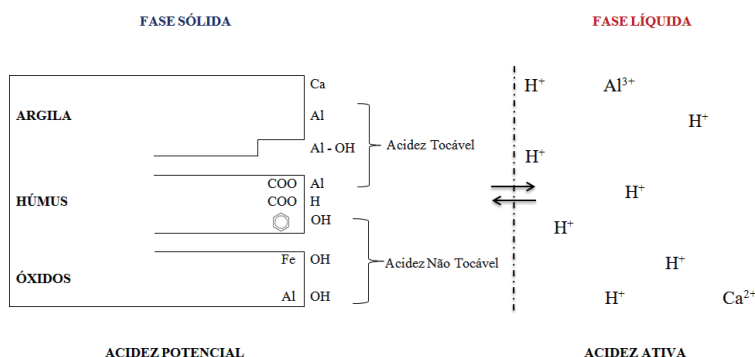 FASE SÓLIDA
FASE LÍQUIDA
Ca
H⁺
Al³⁺
ARGILA
Al
H⁺
Al - OH
Acidez Tocável
H⁺
COO
Al
HÚMUS
COO
H
H⁺
OH
H⁺
Fe
OH
Acidez Não Tocável
H⁺
ÓXIDOS
Al
OH
H⁺
Ca²⁺
ACIDEZ POTENCIAL
ACIDEZ ATIVA